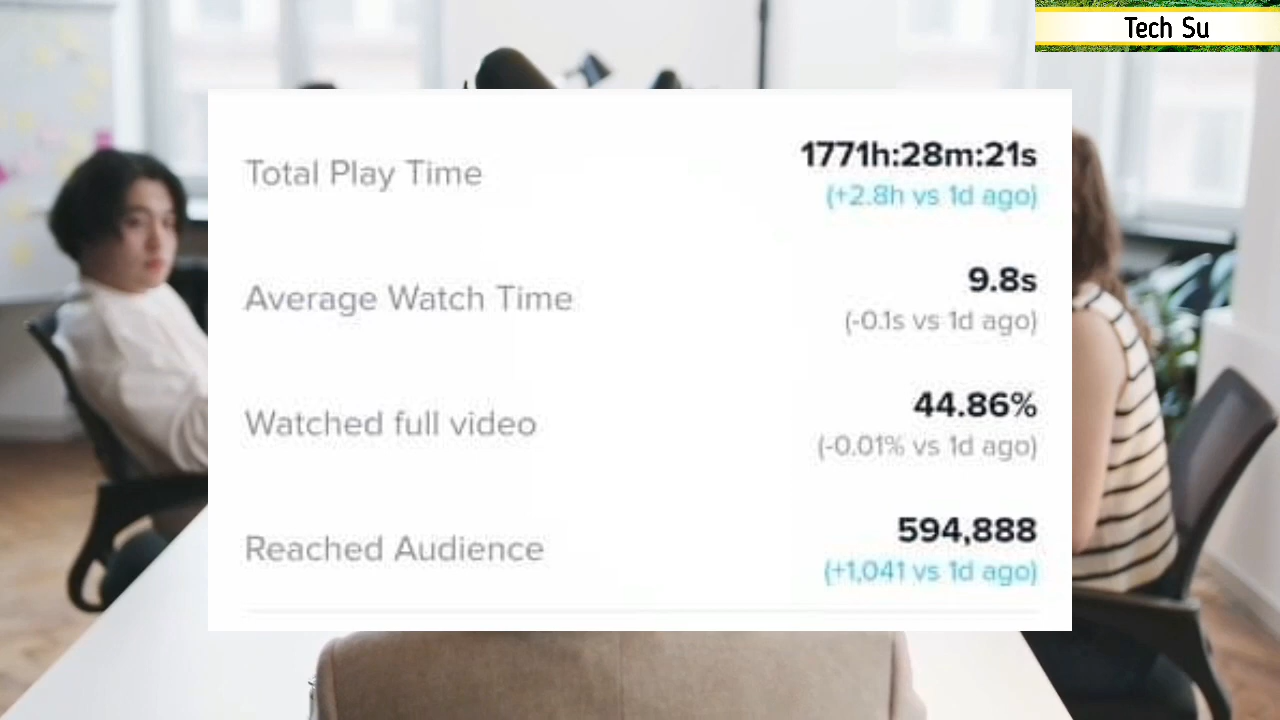 Tech Su
Total Play Time
1771h:28m:21s
(+2.8h vs 1d ago)
Average Watch Time
9.8s
(-0.1s vs 1d ago)
Watched full video
44.86%
(-0.01% vs 1d ago)
Reached Audience
594,888
(+1,041 vs 1d ago)